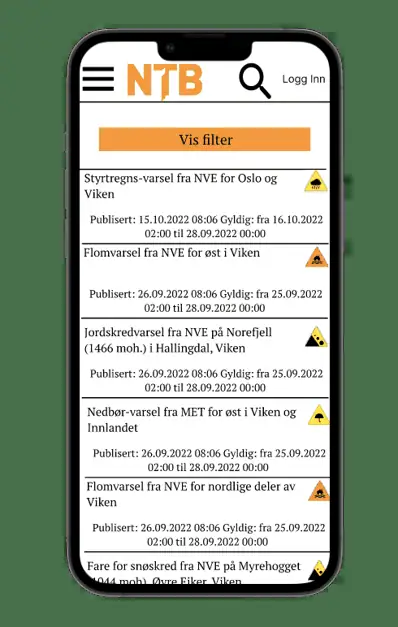 NTB
Logg Inn
Vis filter
Styrtregns-varsel fra NVE for Oslo og
Viken
Publisert: 15.10.2022 08:06 Gyldig: fra 16.10.2022
02:00 til 28.09.2022 00:00
Flomvarsel fra NVE for øst i Viken
Publisert: 26.09.2022 08:06 Gyldig: fra 25.09.2022
02:00 til 28.09.2022 00:00
Jordskredvarsel fra NVE på Norefjell
(1466 moh.) i Hallingdal, Viken
Publisert: 26.09.2022 08:06 Gyldig: fra 25.09.2022
02:00 til 28.09.2022 00:00
Nedbør-varsel fra MET for øst i Viken og
Innlandet
Publisert: 26.09.2022 08:06 Gyldig: fra 25.09.2022
02:00 til 28.09.2022 00:00
Flomvarsel fra NVE for nordlige deler av
Viken
Publisert: 26.09.2022 08:06 Gyldig: fra 25.09.2022
02:00 til 28.09.2022 00:00
Fare for snøskred fra NVE på Myrehogget
(1044 moh), Øvre Eiker, Viken